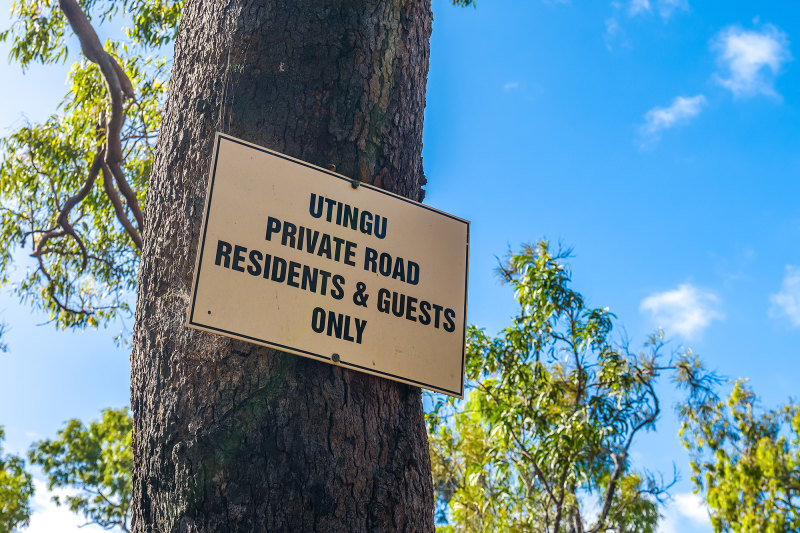 UTINGU
PRIVATE ROAD
RESIDENTS & GUESTS
ONLY